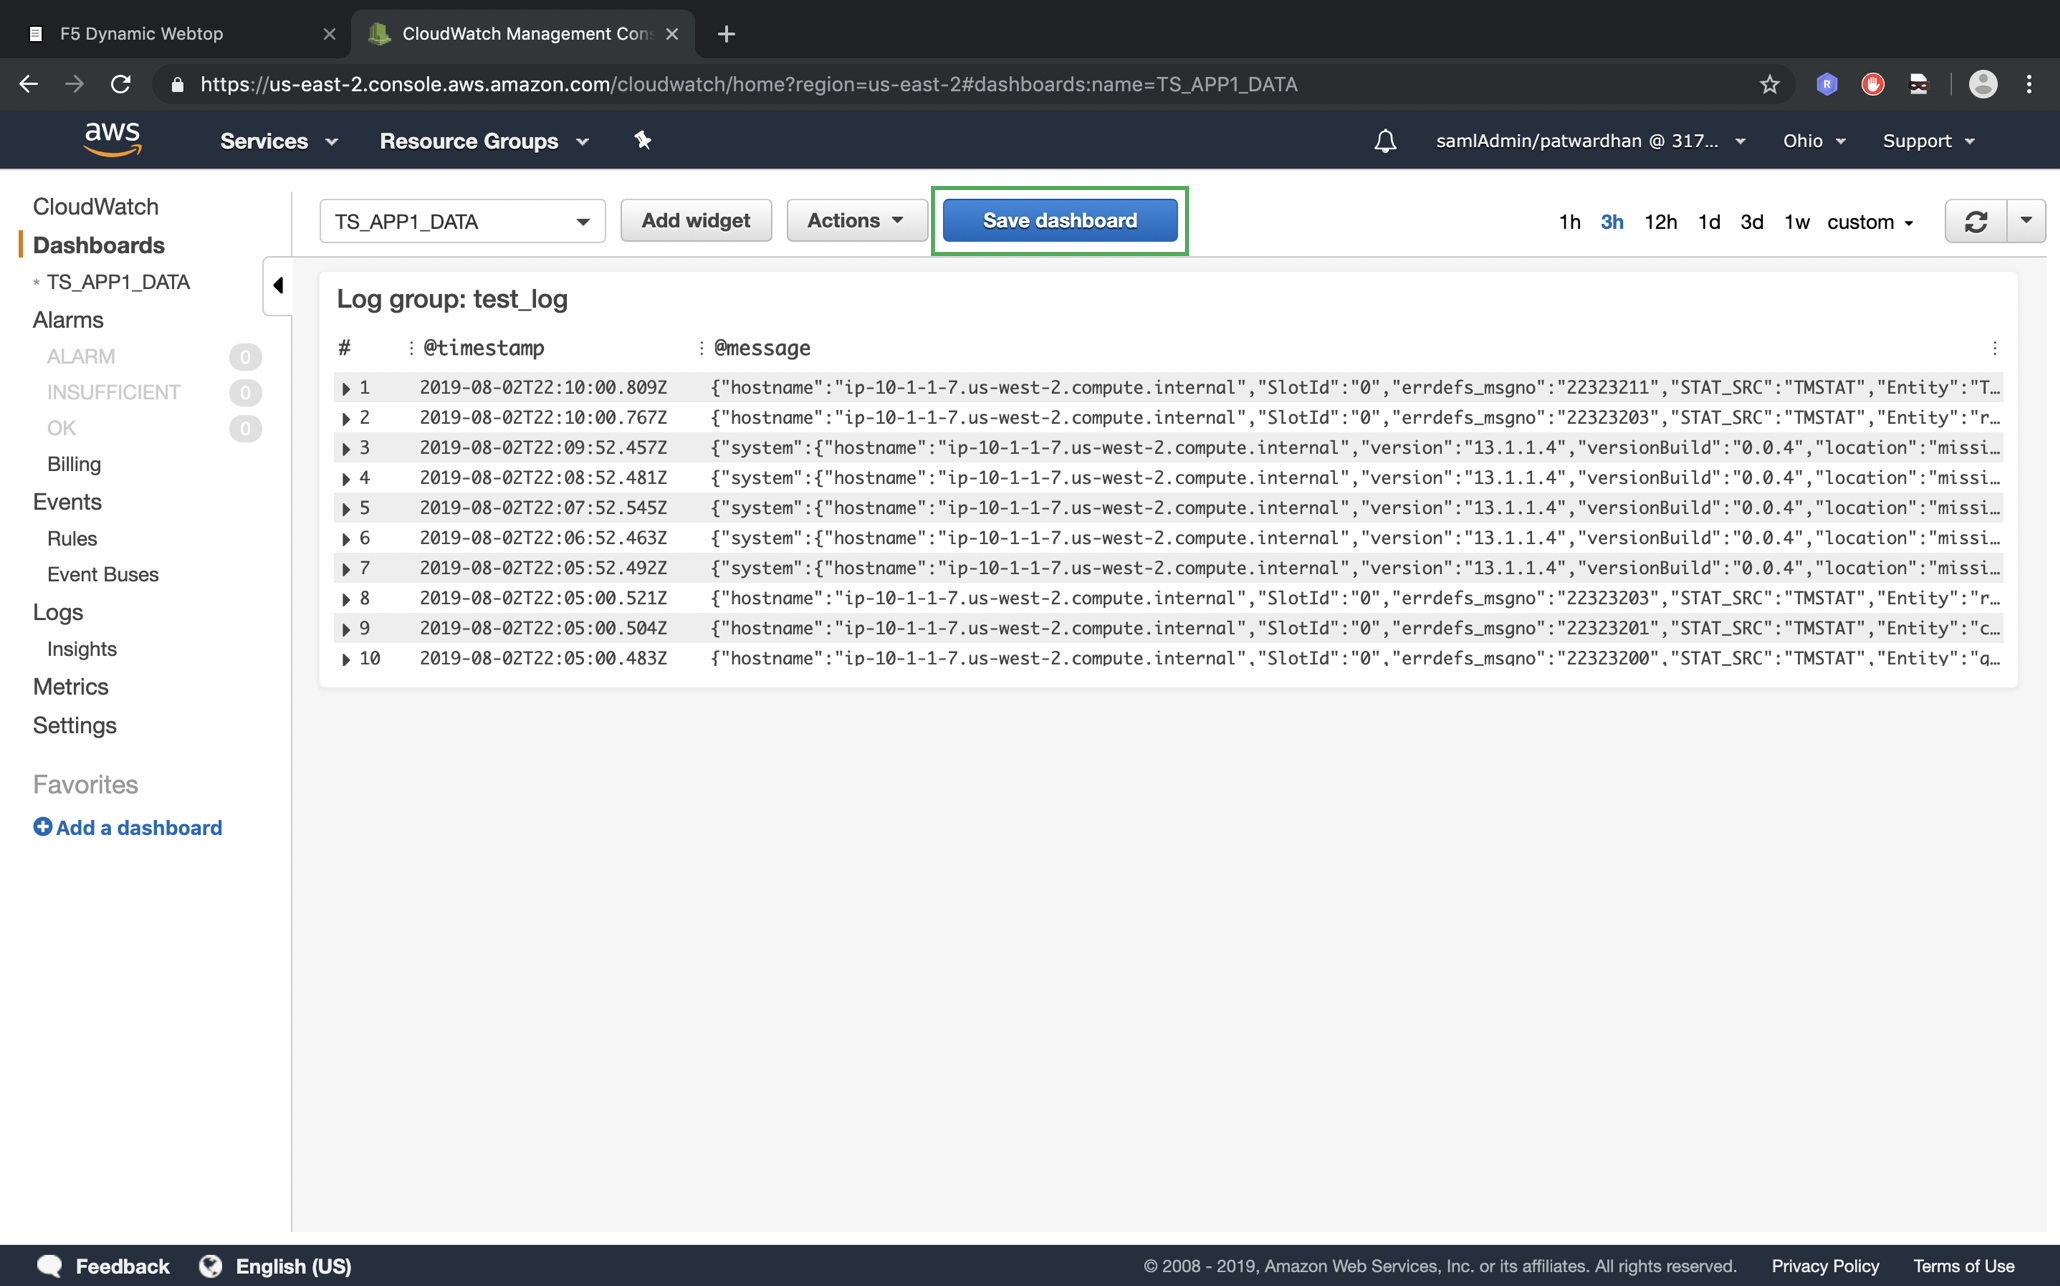 F5 Dynamic Webtop
CloudWatch Management Con
https://us-east-2.console.aws.amazon.com/cloudwatch/home?region=us-east-2#dashboards:name=TS_APP1_DATA
R
aws
Services
Resource Groups
samlAdmin/patwardhan @ 317...
Ohio
Support
CloudWatch
Dashboards
* TS_APP1_DATA
Alarms
ALARM 0
INSUFFICIENT 0
OK 0
Billing
Events
Rules
Event Buses
Logs
Insights
Metrics
Settings
Favorites
Add a dashboard
TS_APP1_DATA
Add widget
Actions
Save dashboard
1h 3h 12h 1d 3d 1w custom
Log group: test_log
# @timestamp @message
1 2019-08-02T22:10:00.809Z {"hostname":"ip-10-1-1-7.us-west-2.compute.internal","SlotId":"0","errdefs_msgno":"22323211","STAT_SRC":"TMSTAT","Entity":"T...
2 2019-08-02T22:10:00.767Z {"hostname":"ip-10-1-1-7.us-west-2.compute.internal","SlotId":"0","errdefs_msgno":"22323203","STAT_SRC":"TMSTAT","Entity":"r...
3 2019-08-02T22:09:52.457Z {"system":{"hostname":"ip-10-1-1-7.us-west-2.compute.internal","version":"13.1.1.4","versionBuild":"0.0.4","location":"missi...
4 2019-08-02T22:08:52.481Z {"system":{"hostname":"ip-10-1-1-7.us-west-2.compute.internal","version":"13.1.1.4","versionBuild":"0.0.4","location":"missi...
5 2019-08-02T22:07:52.545Z {"system":{"hostname":"ip-10-1-1-7.us-west-2.compute.internal","version":"13.1.1.4","versionBuild":"0.0.4","location":"missi...
6 2019-08-02T22:06:52.463Z {"system":{"hostname":"ip-10-1-1-7.us-west-2.compute.internal","version":"13.1.1.4","versionBuild":"0.0.4","location":"missi...
7 2019-08-02T22:05:52.492Z {"system":{"hostname":"ip-10-1-1-7.us-west-2.compute.internal","version":"13.1.1.4","versionBuild":"0.0.4","location":"missi...
8 2019-08-02T22:05:00.521Z {"hostname":"ip-10-1-1-7.us-west-2.compute.internal","SlotId":"0","errdefs_msgno":"22323203","STAT_SRC":"TMSTAT","Entity":"r...
9 2019-08-02T22:05:00.504Z {"hostname":"ip-10-1-1-7.us-west-2.compute.internal","SlotId":"0","errdefs_msgno":"22323201","STAT_SRC":"TMSTAT","Entity":"c...
10 2019-08-02T22:05:00.483Z {"hostname":"ip-10-1-1-7.us-west-2.compute.internal","SlotId":"0","errdefs_msgno":"22323200","STAT_SRC":"TMSTAT","Entity":"a...
Feedback
English (US)
© 2008 - 2019, Amazon Web Services, Inc. or its affiliates. All rights reserved.
Privacy Policy
Terms of Use